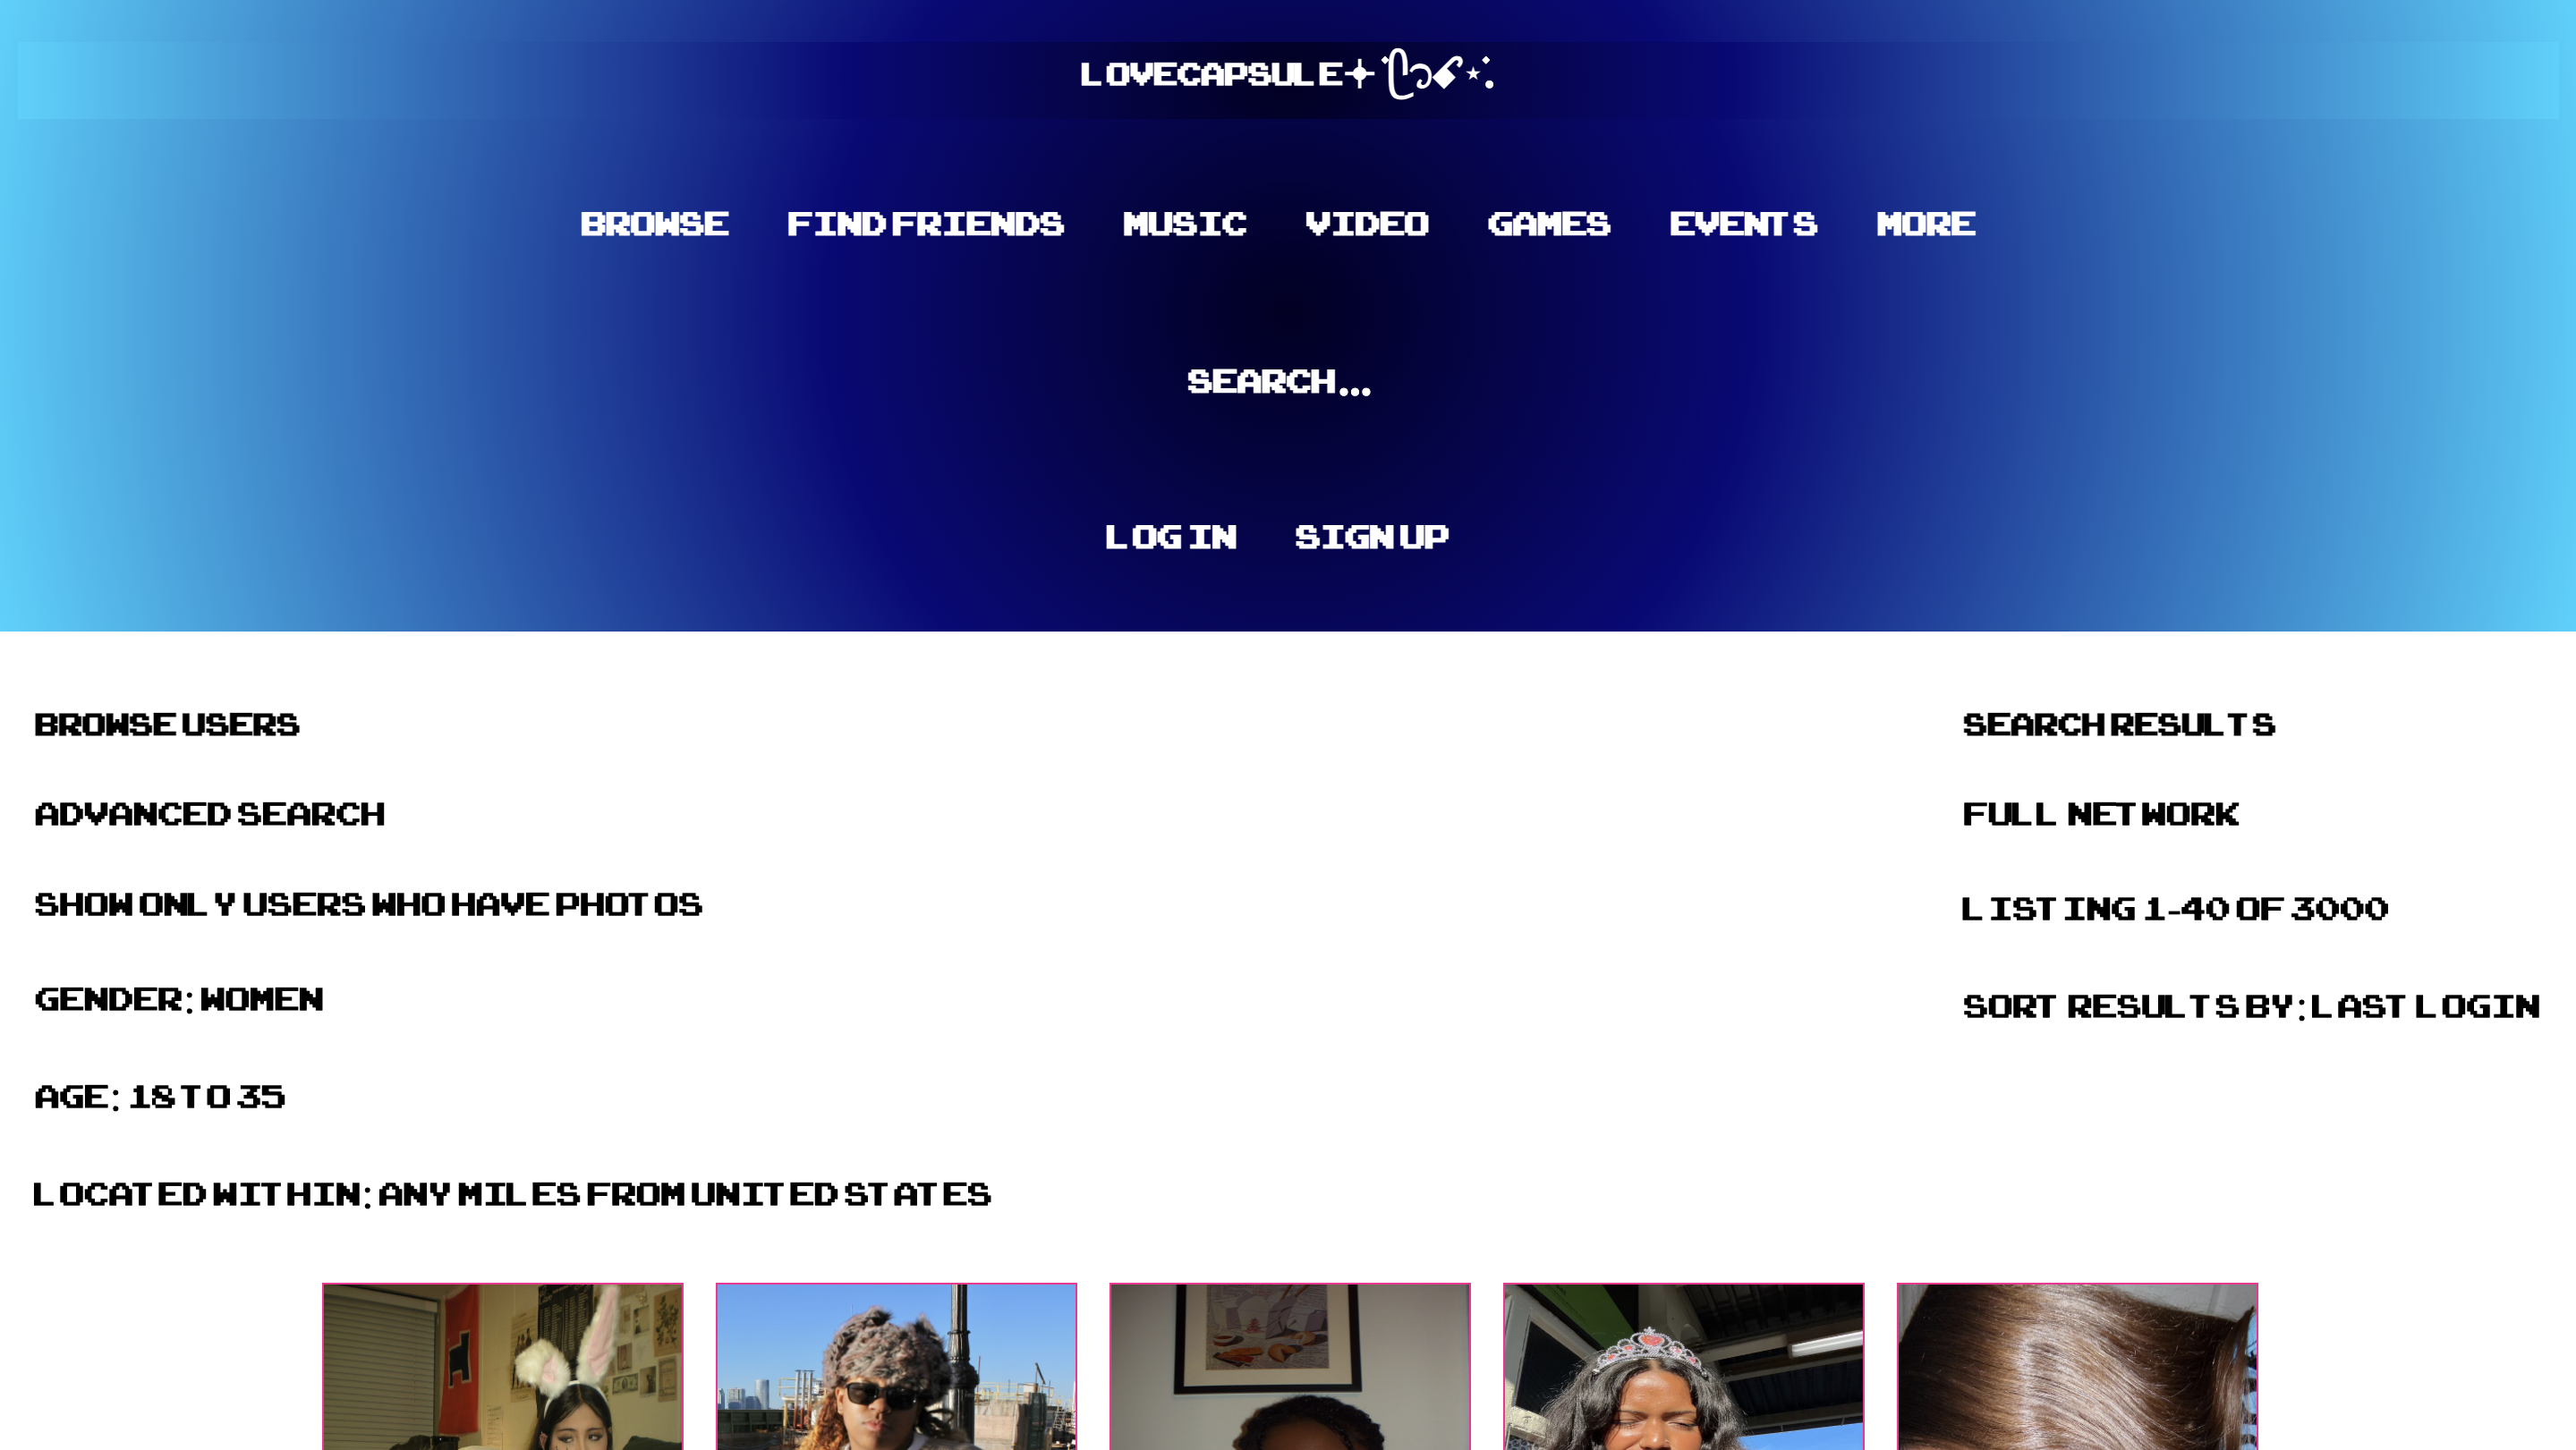 LOVECAPSULE⟡˙Ი𐑼⋆.˚
BROWSE FIND FRIENDS MUSIC VIDEO GAMES EVENTS MORE
SEARCH...
LOG IN SIGN UP
BROWSE USERS
ADVANCED SEARCH
SHOW ONLY USERS WHO HAVE PHOTOS
GENDER: WOMEN
AGE: 18 TO 35
LOCATED WITHIN: ANY MILES FROM UNITED STATES
SEARCH RESULTS
FULL NETWORK
LISTING 1-40 OF 3000
SORT RESULTS BY: LAST LOGIN